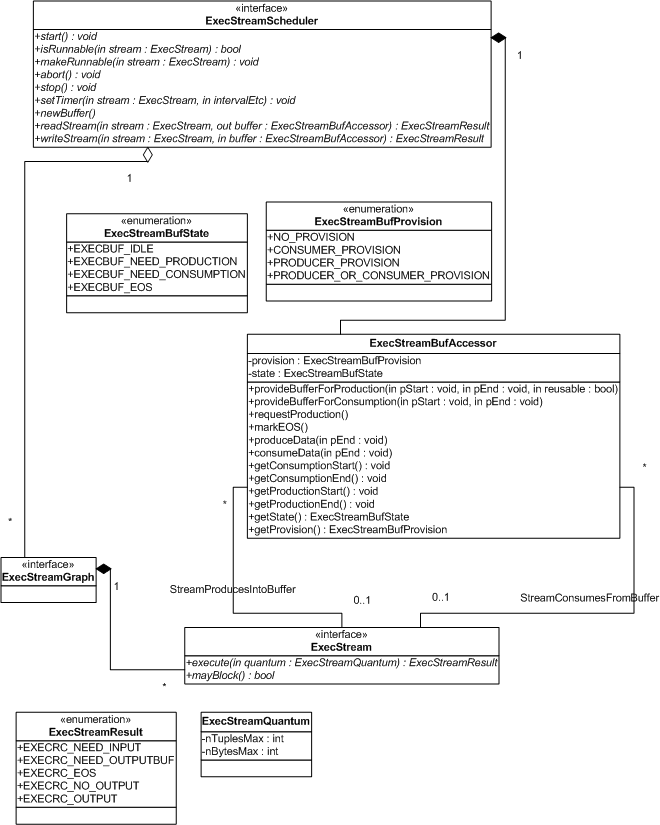 «interface»
ExecStreamScheduler
+start() : void
+isRunnable(in stream : ExecStream) : bool
+makeRunnable(in stream : ExecStream) : void
+abort() : void
+stop() : void
+setTimer(in stream : ExecStream, in intervalEtc) : void
+newBuffer()
+readStream(in stream : ExecStream, out buffer : ExecStreamBufAccessor) : ExecStreamResult
+writeStream(in stream : ExecStream, in buffer : ExecStreamBufAccessor) : ExecStreamResult
1
1
«enumeration»
ExecStreamBufState
+EXECBUF_IDLE
+EXECBUF_NEED_PRODUCTION
+EXECBUF_NEED_CONSUMPTION
+EXECBUF_EOS
«enumeration»
ExecStreamBufProvision
+NO_PROVISION
+CONSUMER_PROVISION
+PRODUCER_PROVISION
+PRODUCER_OR_CONSUMER_PROVISION
ExecStreamBufAccessor
-provision : ExecStreamBufProvision
-state : ExecStreamBufState
+provideBufferForProduction(in pStart : void, in pEnd : void, in reusable : bool)
+provideBufferForConsumption(in pStart : void, in pEnd : void)
+requestProduction()
+markEOS()
+produceData(in pEnd : void)
+consumeData(in pEnd : void)
+getConsumptionStart() : void
+getConsumptionEnd() : void
+getProductionStart() : void
+getProductionEnd() : void
+getState() : ExecStreamBufState
+getProvision() : ExecStreamBufProvision
*
*
*
«interface»
ExecStreamGraph
1
StreamProducesIntoBuffer
0..1
0..1
StreamConsumesFromBuffer
«interface»
ExecStream
+execute(in quantum : ExecStreamQuantum) : ExecStreamResult
+mayBlock() : bool
*
«enumeration»
ExecStreamResult
+EXECRC_NEED_INPUT
+EXECRC_NEED_OUTPUTBUF
+EXECRC_EOS
+EXECRC_NO_OUTPUT
+EXECRC_OUTPUT
ExecStreamQuantum
-nTuplesMax : int
-nBytesMax : int